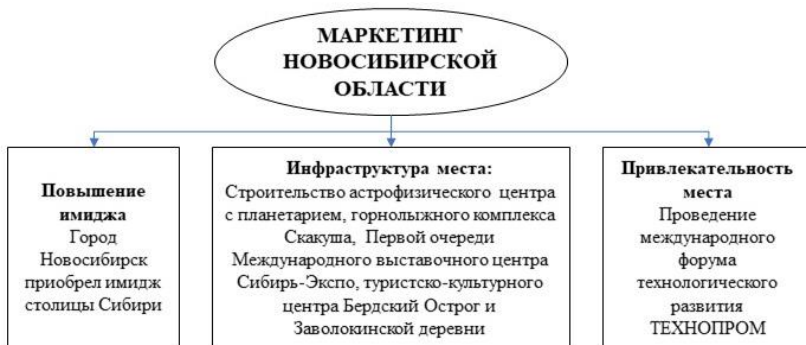 МАРКЕТИНГ
НОВОСИБИРСКОЙ
ОБЛАСТИ
Повышение
имиджа
Город
Новосибирск
приобрел имидж
столицы Сибири
Инфраструктура места:
Строительство астрофизического центра
с планетарием, горнолыжного комплекса
Скакуша, Первой очереди
Международного выставочного центра
Сибирь-Экспо, туристско-культурного
центра Бердский Острог и
Заволокинской деревни
Привлекательность
места
Проведение
международного
форума
технологического
развития
ТЕХНОПРОМ